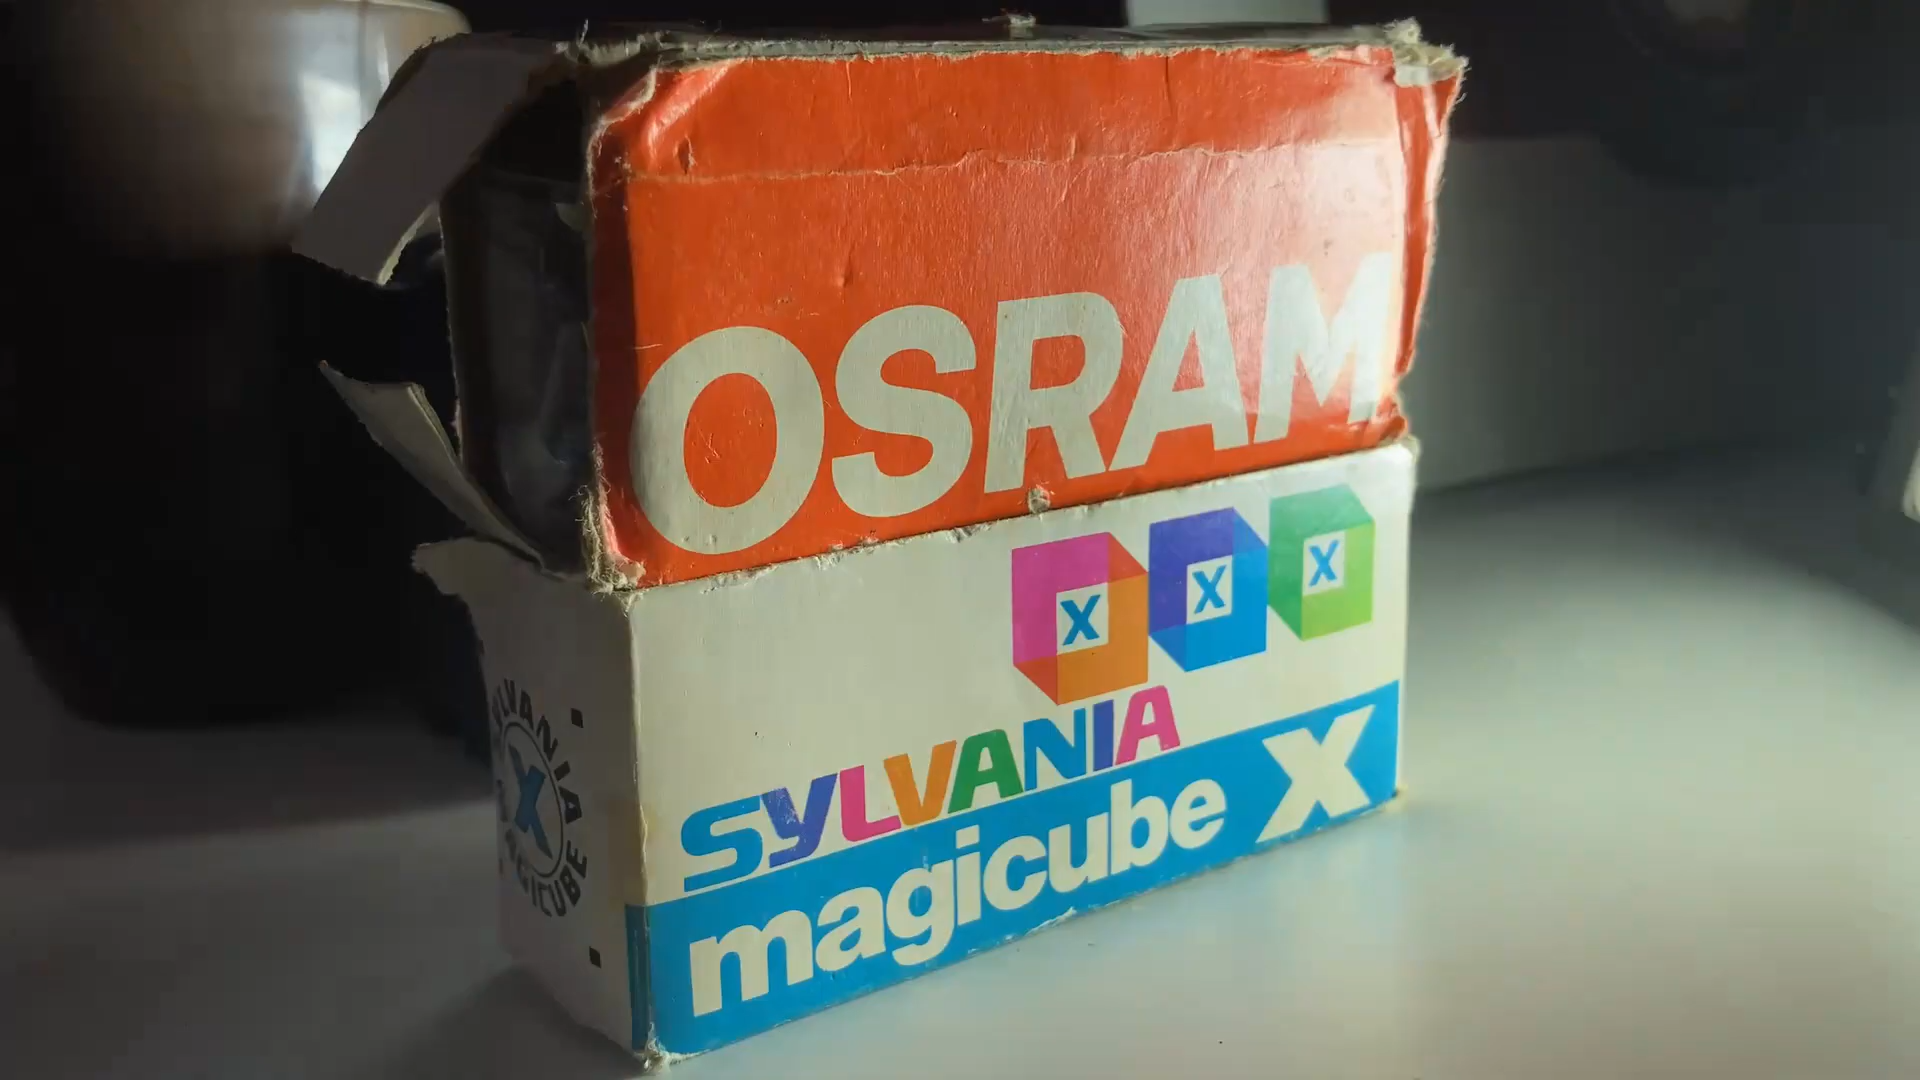 OSRAM
X X X
SYLVANIA
magicube X
SYLVANIA
X
MAGICUBE